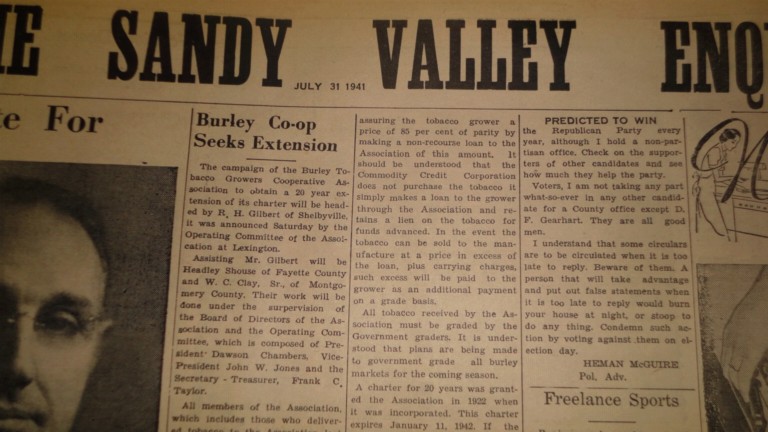 HE SANDY VALLEY ENQ
JULY 31 1941
te For
Burley Co-op
Seeks Extension
The campaign of the Burley To-
bacco Growers Cooperative As-
sociation to obtain a 20 year ex-
tension of its charter will be head-
ed by R. H. Gilbert of Shelbyville,
it was announced Saturday by the
Operating Committee of the Assoi-
cation at Lexington.
Assisting Mr. Gilbert will be
Headley Shouse of Fayette County
and W. C. Clay, Sr., of Montgo-
mery County. Their work will be
done under the surpervision of
the Board of Directors of the As-
sociation and the Operating Com-
mittee, which is composed of Pre-
sident Dawson Chambers, Vice-
President John W. Jones and the
Secretary - Treasurer, Frank C.
Taylor.
All members of the Association,
which includes those who deliver-
ed tobacco to the Association
assuring the tobacco grower a
price of 85 per cent of parity by
making a non-recourse loan to the
Association of this amount. It
should be understood that the
Commodity Credit Corporation
does not purchase the tobacco it
simply makes a loan to the grower
through the Association and re-
tains a lien on the tobacco for
funds advanced. In the event the
tobacco can be sold to the man-
ufacture at a price in excess of
the loan, plus carrying charges,
such excess will be paid to the
grower as an additional payment
on a grade basis.
All tobacco received by the As-
sociation must be graded by the
Government graders. It is under-
stood that plans are being made
to government grade all burley
markets for the coming season.
A charter for 20 years was grant-
ed the Association in 1922 when
it was incorporated. This charter
expires January 11, 1942. If the
PREDICTED TO WIN
the Republican Party every
year, although I hold a non-par-
tisan office. Check on the suppor-
ters of other candidates and see
how much they help the party.
Voters, I am not taking any part
what-so-ever in any other candid-
ate for a County office except D.
F. Gearhart. They are all good
men.
I understand that some circulars
are to be circulated when it is too
late to reply. Beware of them. A
person that will take advantage
and put out false statements when
it is too late to reply would burn
your house at night, or stoop to
do any thing. Condemn such ac-
tion by voting against them on el-
ection day.
HEMAN McGUIRE
Pol. Adv.
Freelance Sports